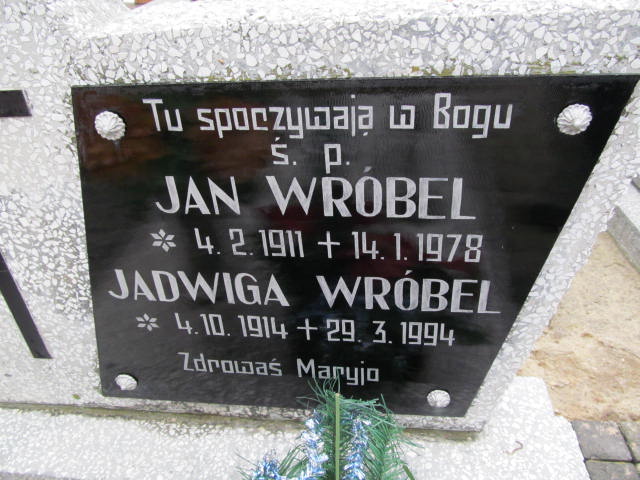 Tu spoczywają w Bogu
ś. p.
JAN WRÓBEL
* 4. 2. 1911 + 14. 1. 1978
JADWIGA WRÓBEL
* 4. 10. 1914 + 29. 3. 1994
Zdrowaś Maryjo